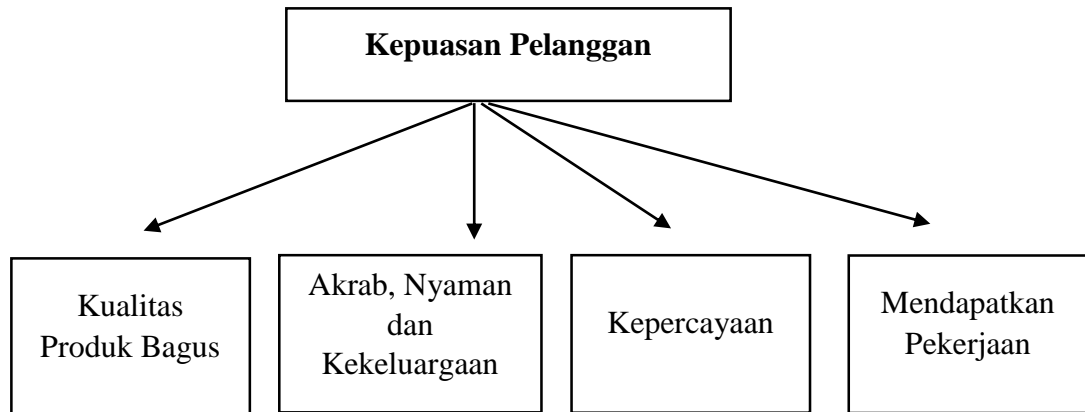 Kepuasan Pelanggan
Kualitas
Produk Bagus
Akrab, Nyaman
dan
Kekeluargaan
Kepercayaan
Mendapatkan
Pekerjaan